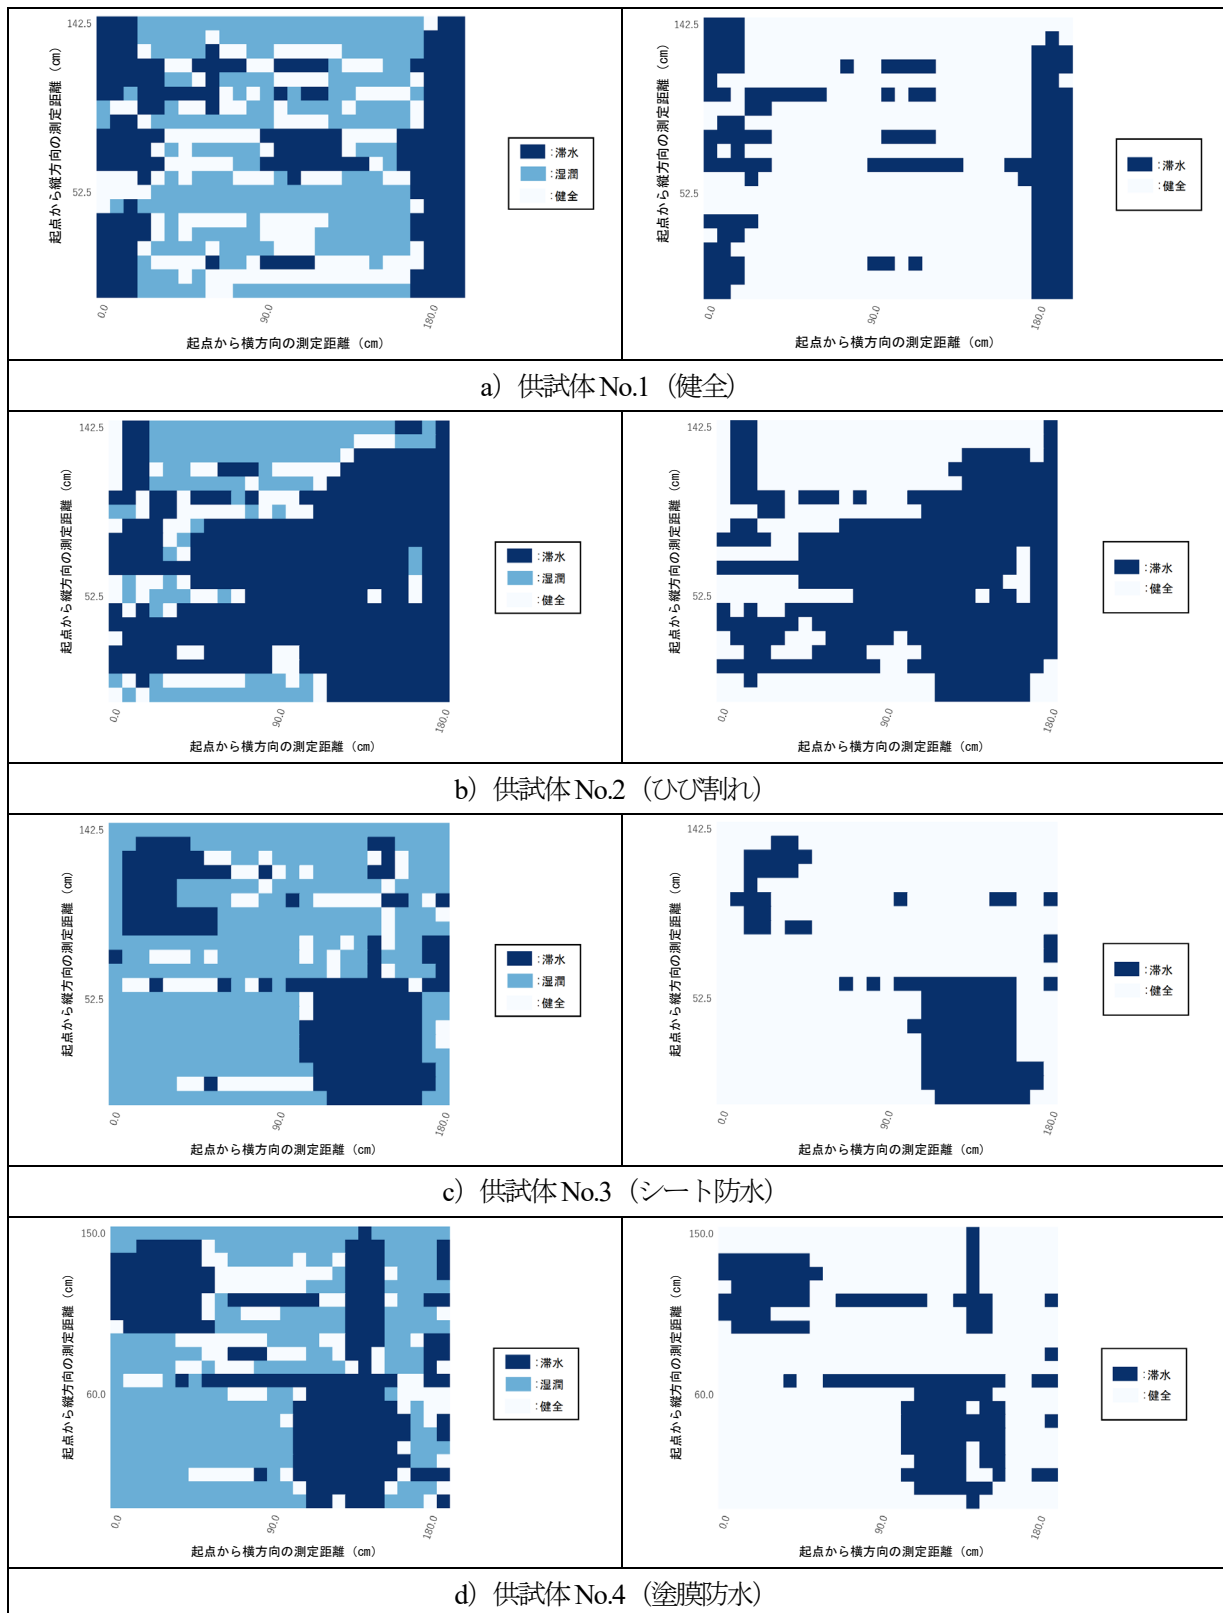 142.5
52.5
起点から縦方向の測定距離 (cm)
0.0
90.0
180.0
起点から横方向の測定距離 (cm)
:滞水
:湿潤
:健全
142.5
52.5
起点から縦方向の測定距離 (cm)
0.0
90.0
180.0
起点から横方向の測定距離 (cm)
:滞水
:健全
a) 供試体 No.1 (健全)
142.5
52.5
起点から縦方向の測定距離 (cm)
0.0
90.0
180.0
起点から横方向の測定距離 (cm)
:滞水
:湿潤
:健全
142.5
52.5
起点から縦方向の測定距離 (cm)
0.0
90.0
180.0
起点から横方向の測定距離 (cm)
:滞水
:健全
b) 供試体 No.2 (ひび割れ)
142.5
52.5
起点から縦方向の測定距離 (cm)
0.0
90.0
180.0
起点から横方向の測定距離 (cm)
:滞水
:湿潤
:健全
142.5
52.5
起点から縦方向の測定距離 (cm)
0.0
90.0
180.0
起点から横方向の測定距離 (cm)
:滞水
:健全
c) 供試体 No.3 (シート防水)
150.0
60.0
起点から縦方向の測定距離 (cm)
0.0
90.0
180.0
起点から横方向の測定距離 (cm)
:滞水
:湿潤
:健全
150.0
60.0
起点から縦方向の測定距離 (cm)
0.0
90.0
180.0
起点から横方向の測定距離 (cm)
:滞水
:健全
d) 供試体 No.4 (塗膜防水)